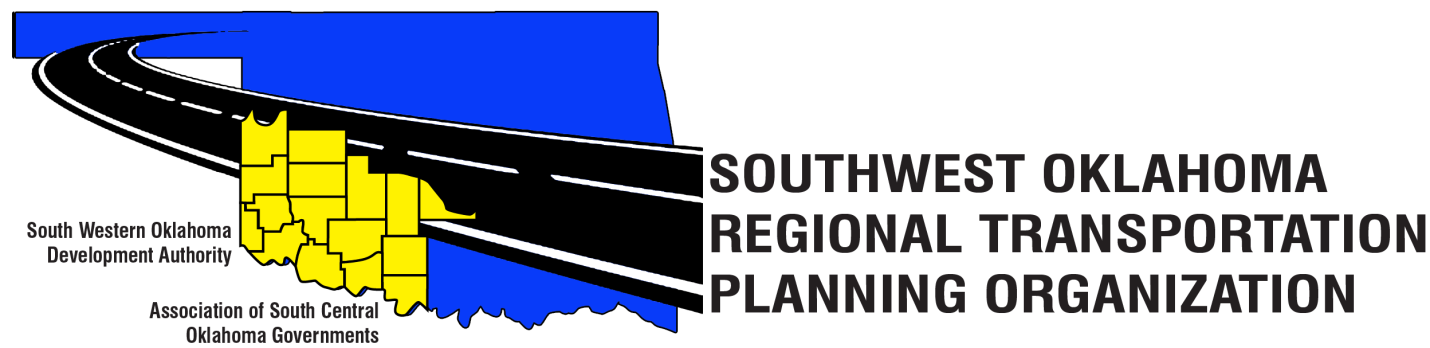 South Western Oklahoma
Development Authority
Association of South Central
Oklahoma Governments
SOUTHWEST OKLAHOMA
REGIONAL TRANSPORTATION
PLANNING ORGANIZATION